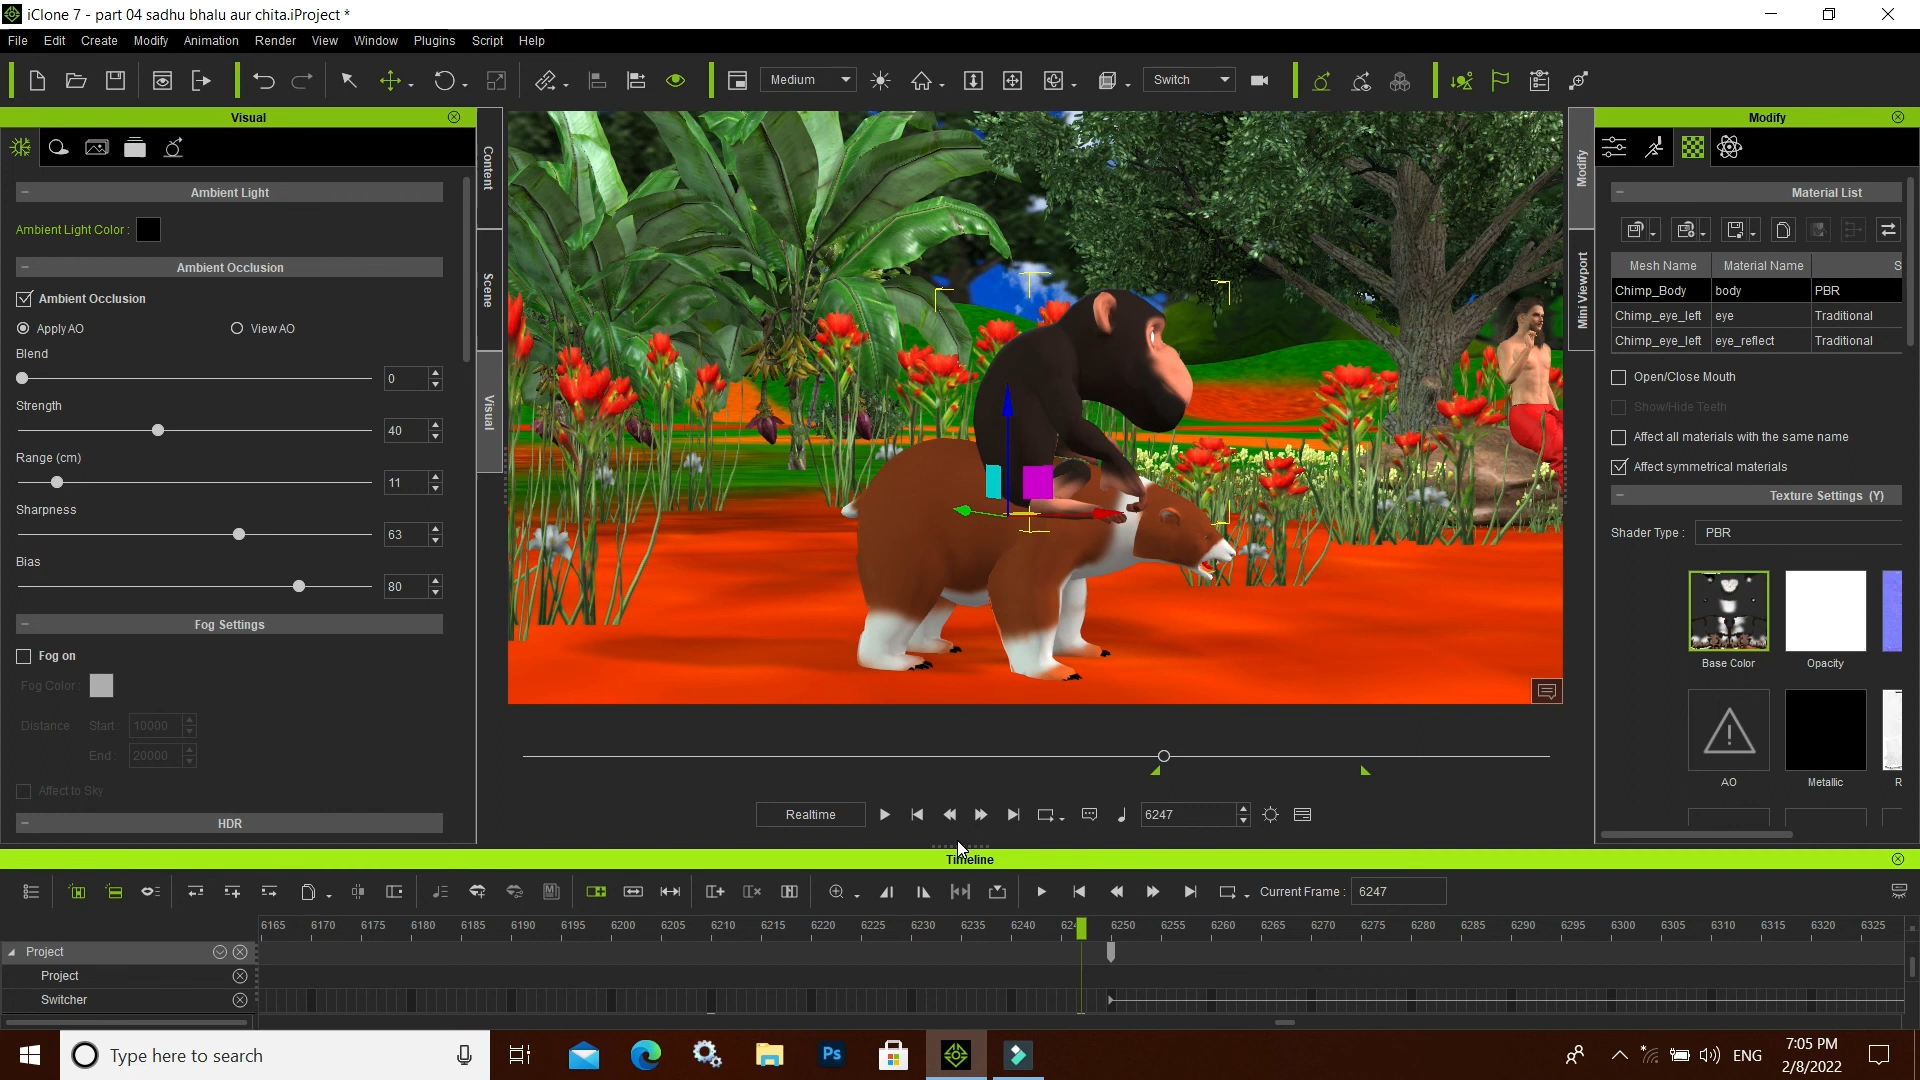 iClone 7 - part 04 sadhu bhalu aur chita.iProject *
File Edit Create Modify Animation Render View Window Plugins Script Help
Medium
Switch
Visual
Ambient Light
Ambient Light Color :
Ambient Occlusion
Ambient Occlusion
Apply AO View AO
Blend
0
Strength
40
Range (cm)
11
Sharpness
63
Bias
80
Fog Settings
Fog on
Fog Color :
Distance Start : 10000
End : 20000
Affect to Sky
HDR
Content
Scene
Visual
Modify
Mini Viewport
Modify
Material List
Mesh Name Material Name S
Chimp_Body body PBR
Chimp_eye_left eye Traditional
Chimp_eye_left eye_reflect Traditional
Open/Close Mouth
Show/Hide Teeth
Affect all materials with the same name
Affect symmetrical materials
Texture Settings (Y)
Shader Type : PBR
Base Color Opacity
AO Metallic R
Realtime 6247
Timeline
Current Frame : 6247
6165 6170 6175 6180 6185 6190 6195 6200 6205 6210 6215 6220 6225 6230 6235 6240 624 6250 6255 6260 6265 6270 6275 6280 6285 6290 6295 6300 6305 6310 6315 6320 6325
Project
Project
Switcher
Type here to search
Ps
ENG
7:05 PM
2/8/2022